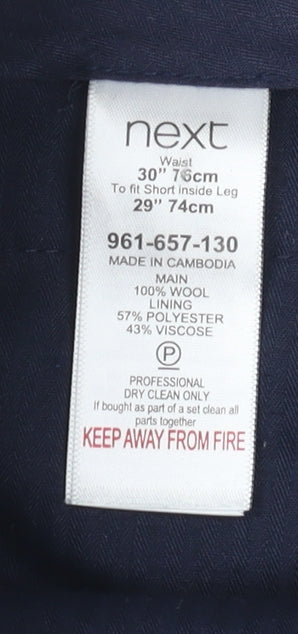 next
Waist
30" 76cm
To fit Short inside Leg
29" 74cm
961-657-130
MADE IN CAMBODIA
MAIN
100% WOOL
LINING
57% POLYESTER
43% VISCOSE
P
PROFESSIONAL
DRY CLEAN ONLY
If bought as part of a set clean all
parts together
KEEP AWAY FROM FIRE